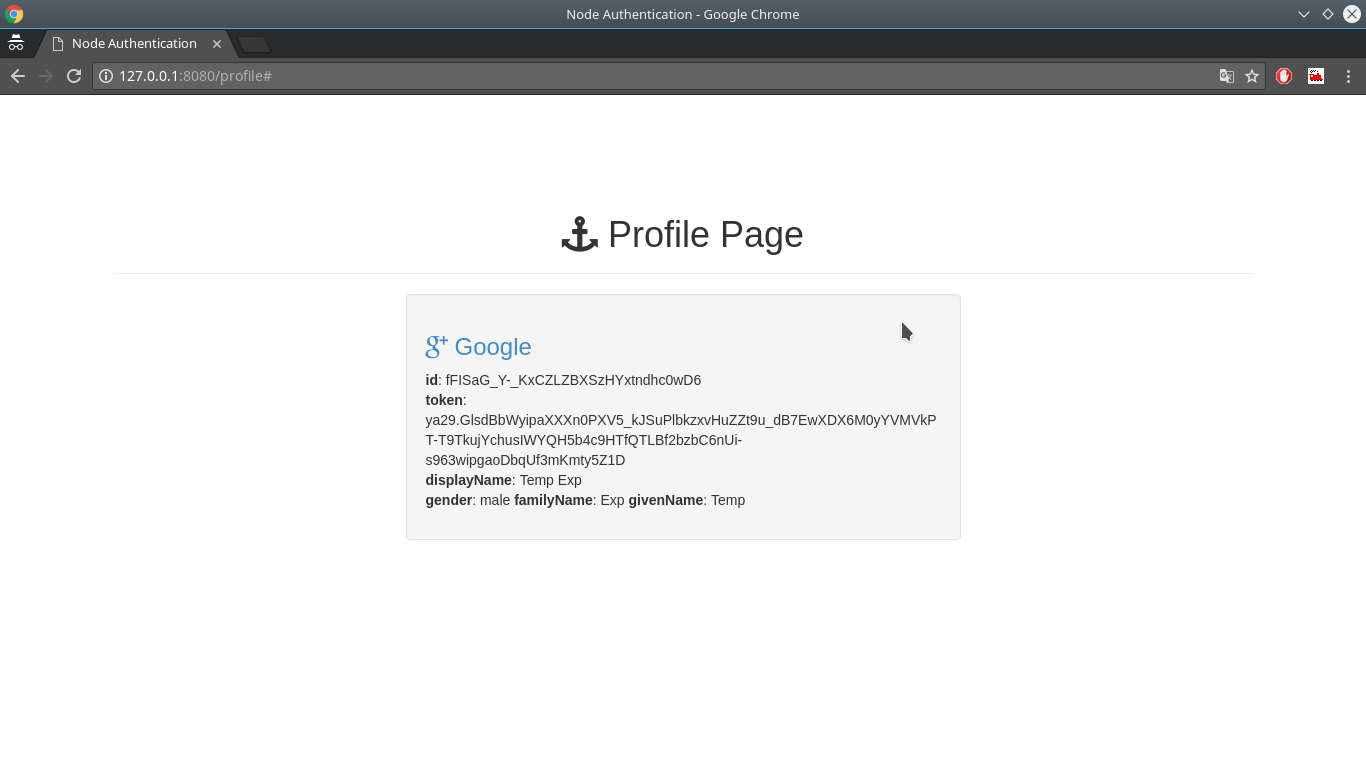 Node Authentication - Google Chrome
Node Authentication
127.0.0.1:8080/profile#
Profile Page
g+ Google
id: fFISaG_Y-_KxCZLZBXSzHYxtndhc0wD6
token:
ya29.GlsdBbWyipaXXXn0PXV5_kJSuPlbkzxvHuZZt9u_dB7EwXDX6M0yYVMVkP
T-T9TkujYchusIWYQH5b4c9HTfQTLBf2bzbC6nUi-
s963wipgaoDbqUf3mKmty5Z1D
displayName: Temp Exp
gender: male familyName: Exp givenName: Temp